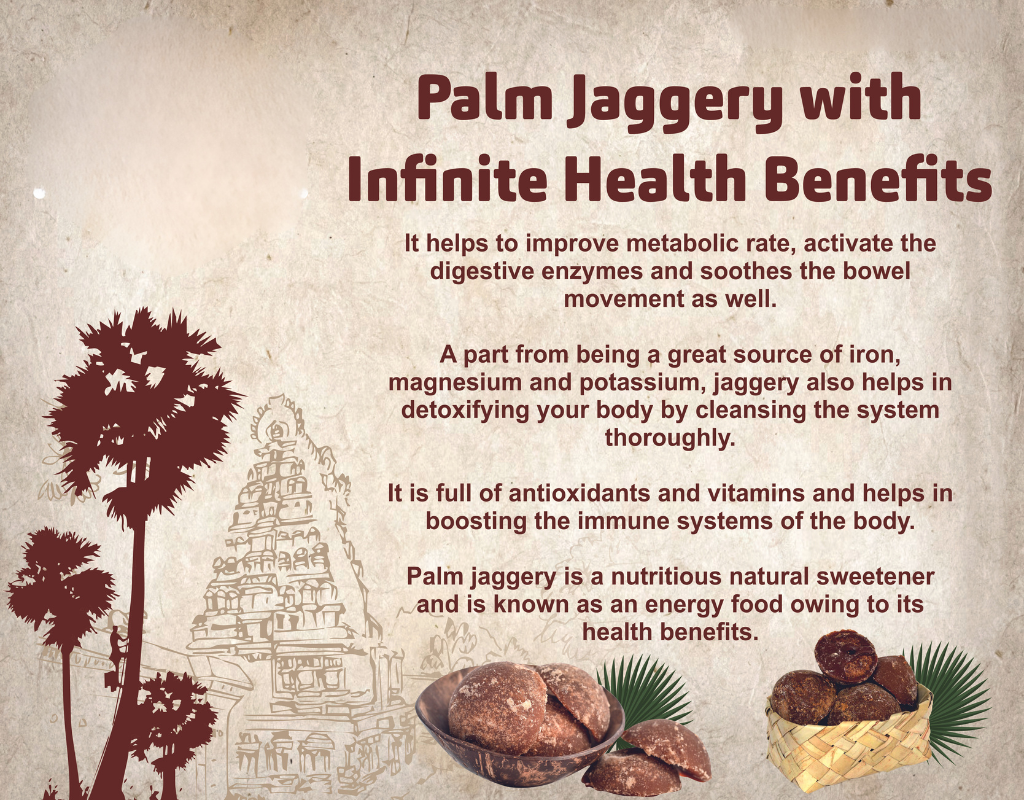 Palm Jaggery with
Infinite Health Benefits
It helps to improve metabolic rate, activate the
digestive enzymes and soothes the bowel
movement as well.
A part from being a great source of iron,
magnesium and potassium, jaggery also helps in
detoxifying your body by cleansing the system
thoroughly.
It is full of antioxidants and vitamins and helps in
boosting the immune systems of the body.
Palm jaggery is a nutritious natural sweetener
and is known as an energy food owing to its
health benefits.